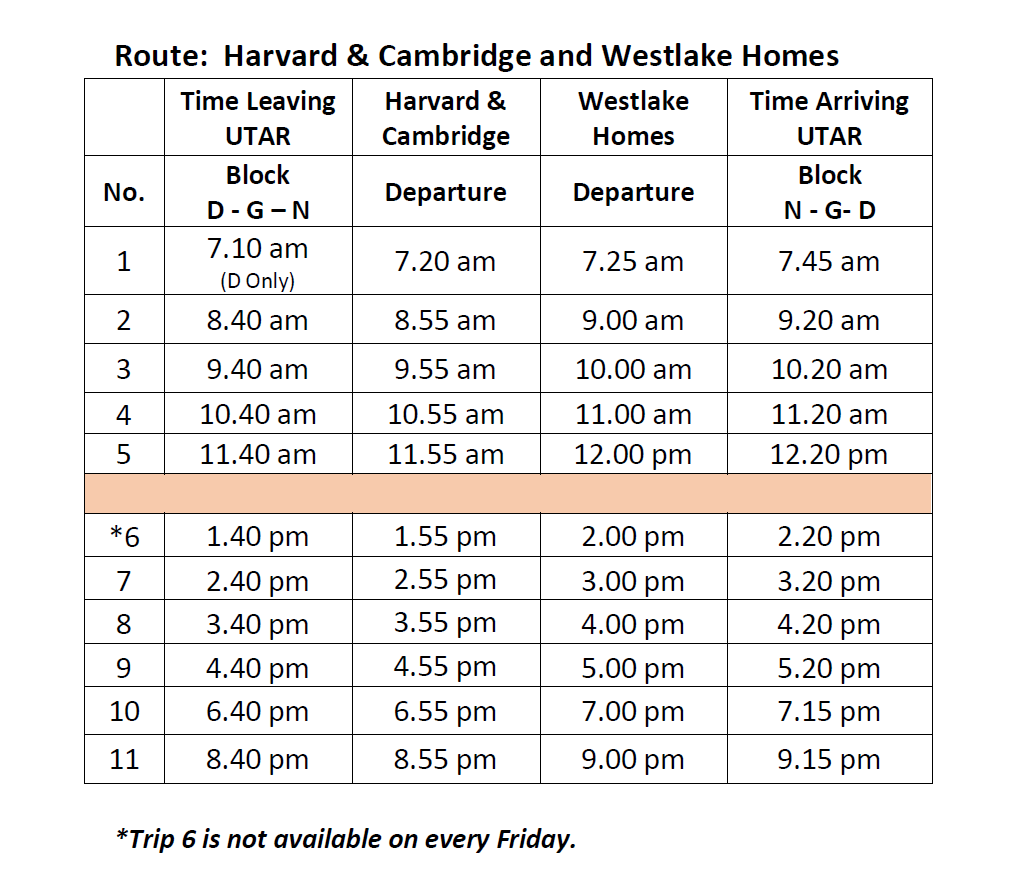 Route:  Harvard & Cambridge and Westlake Homes
Time Leaving UTAR Harvard & Cambridge Westlake Homes Time Arriving UTAR
No. Block D - G – N Departure Departure Block N - G- D
1 7.10 am (D Only) 7.20 am 7.25 am 7.45 am
2 8.40 am 8.55 am 9.00 am 9.20 am
3 9.40 am 9.55 am 10.00 am 10.20 am
4 10.40 am 10.55 am 11.00 am 11.20 am
5 11.40 am 11.55 am 12.00 pm 12.20 pm
*6 1.40 pm 1.55 pm 2.00 pm 2.20 pm
7 2.40 pm 2.55 pm 3.00 pm 3.20 pm
8 3.40 pm 3.55 pm 4.00 pm 4.20 pm
9 4.40 pm 4.55 pm 5.00 pm 5.20 pm
10 6.40 pm 6.55 pm 7.00 pm 7.15 pm
11 8.40 pm 8.55 pm 9.00 pm 9.15 pm
*Trip 6 is not available on every Friday.